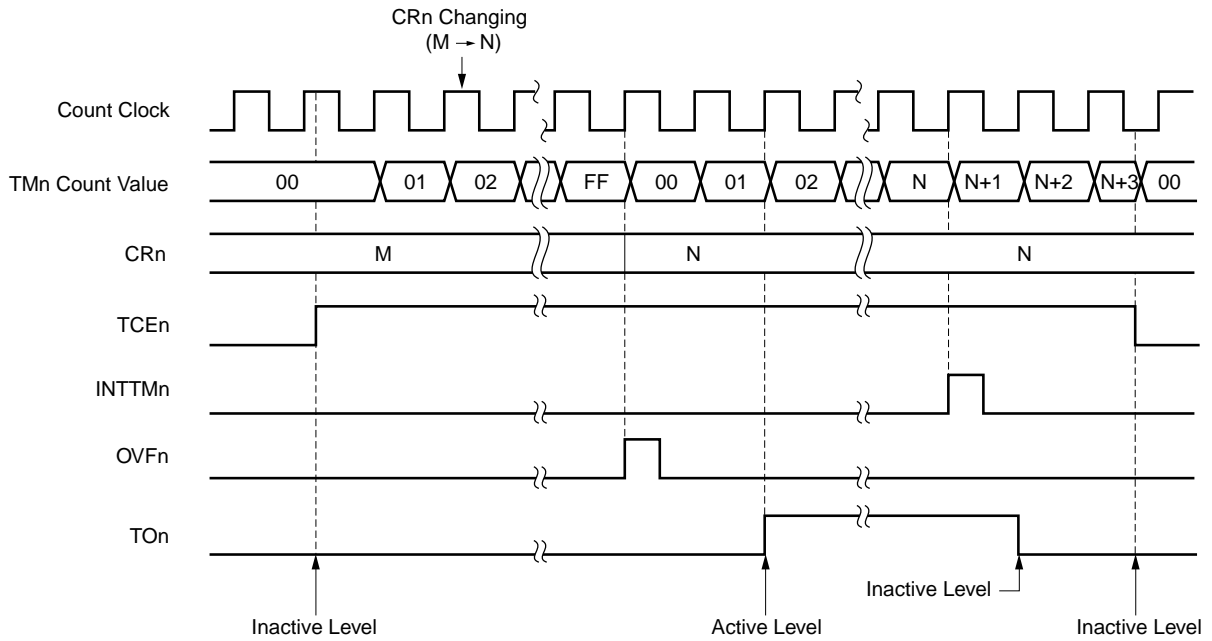 CRn Changing
(M → N)
Count Clock
TMn Count Value 00 01 02 FF 00 01 02 N N+1 N+2 N+3 00
CRn M N N
TCEn
INTTMn
OVFn
TOn
Inactive Level
Inactive Level Active Level Inactive Level